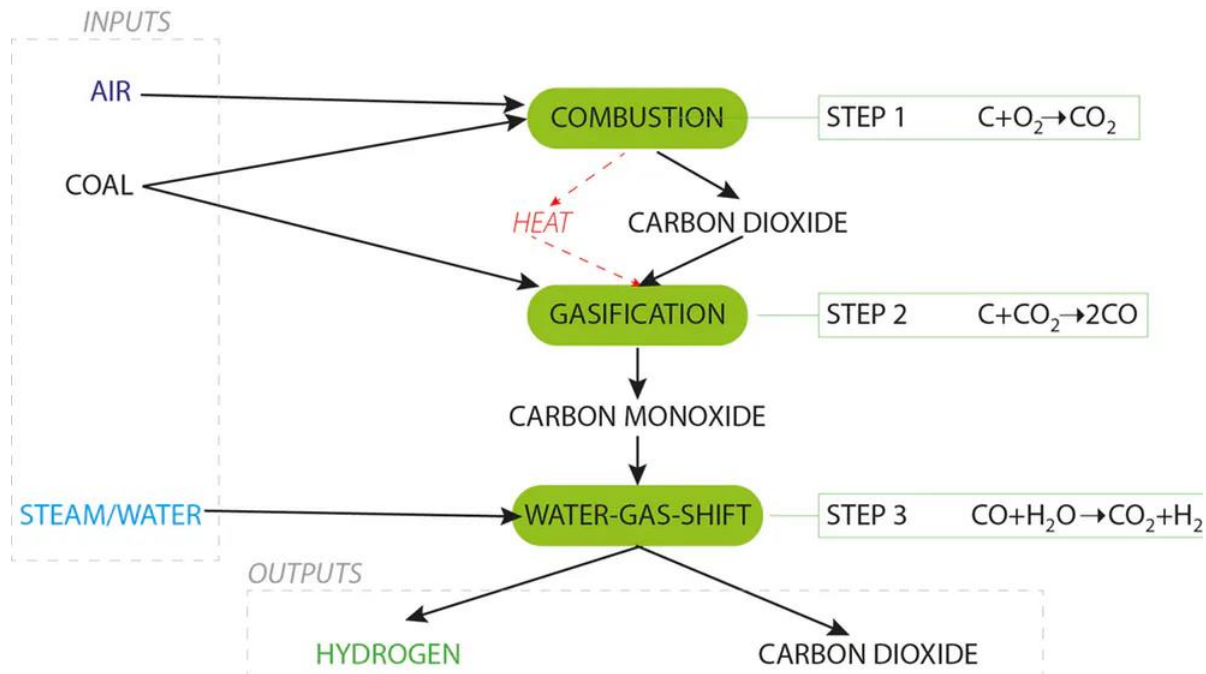 INPUTS
AIR
COMBUSTION
STEP 1 C+O₂→CO₂
COAL
HEAT
CARBON DIOXIDE
GASIFICATION
STEP 2 C+CO₂→2CO
CARBON MONOXIDE
STEAM/WATER
WATER-GAS-SHIFT
STEP 3 CO+H₂O→CO₂+H₂
OUTPUTS
HYDROGEN
CARBON DIOXIDE